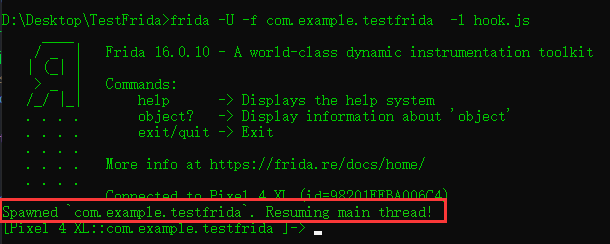 D:\Desktop\TestFrida>frida -U -f com.example.testfrida -l hook.js
Frida 16.0.10 - A world-class dynamic instrumentation toolkit
Commands:
help -> Displays the help system
object? -> Display information about 'object'
exit/quit -> Exit
More info at https://frida.re/docs/home/
Connected to Pixel 4 XL (id=98201FFBA006C4)
Spawned `com.example.testfrida`. Resuming main thread!
[Pixel 4 XL::com.example.testfrida ]->